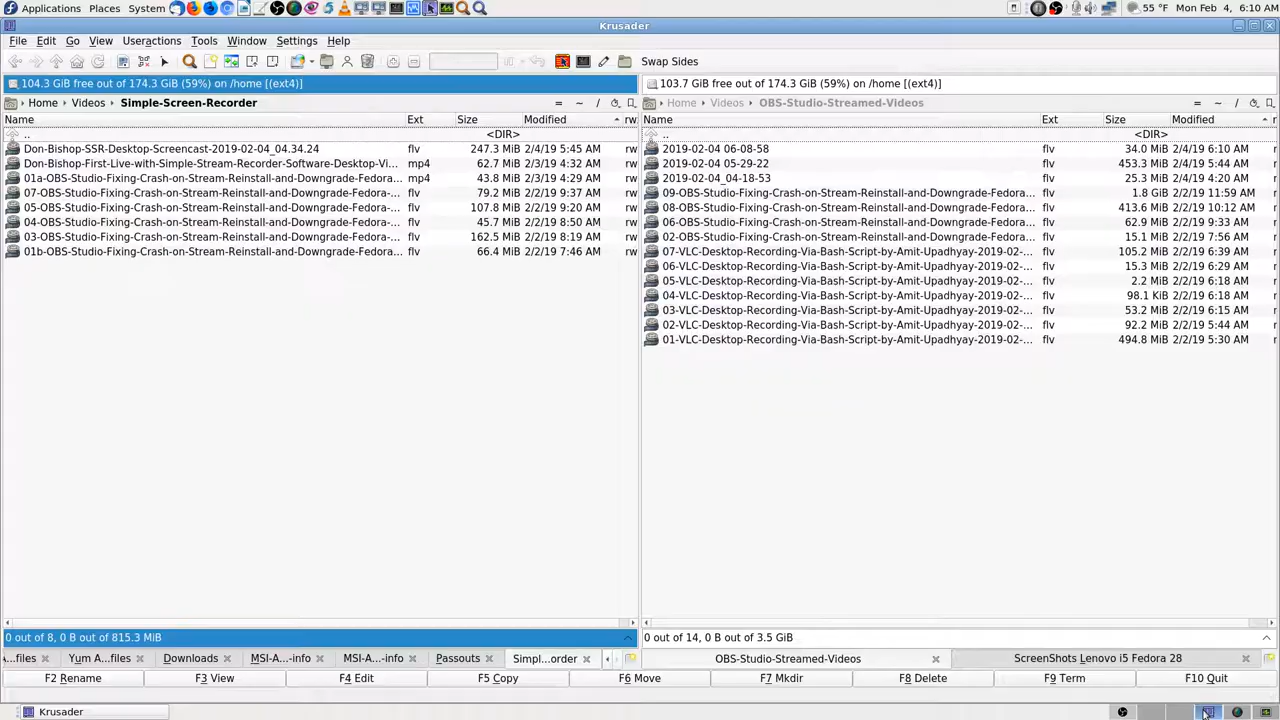 Applications Places System 55 °F Mon Feb 4, 6:10 AM
Krusader
File Edit Go View Useractions Tools Window Settings Help
Swap Sides
104.3 GiB free out of 174.3 GiB (59%) on /home [(ext4)]
Home Videos Simple-Screen-Recorder = ~ /
Name Ext Size Modified rw
.. <DIR>
Don-Bishop-SSR-Desktop-Screencast-2019-02-04_04.34.24 flv 247.3 MiB 2/4/19 5:45 AM rw
Don-Bishop-First-Live-with-Simple-Stream-Recorder-Software-Desktop-Vi... mp4 62.7 MiB 2/3/19 4:32 AM rw
01a-OBS-Studio-Fixing-Crash-on-Stream-Reinstall-and-Downgrade-Fedora... mp4 43.8 MiB 2/3/19 4:29 AM rw
07-OBS-Studio-Fixing-Crash-on-Stream-Reinstall-and-Downgrade-Fedora-... flv 79.2 MiB 2/2/19 9:37 AM rw
05-OBS-Studio-Fixing-Crash-on-Stream-Reinstall-and-Downgrade-Fedora-... flv 107.8 MiB 2/2/19 9:20 AM rw
04-OBS-Studio-Fixing-Crash-on-Stream-Reinstall-and-Downgrade-Fedora-... flv 45.7 MiB 2/2/19 8:50 AM rw
03-OBS-Studio-Fixing-Crash-on-Stream-Reinstall-and-Downgrade-Fedora-... flv 162.5 MiB 2/2/19 8:19 AM rw
01b-OBS-Studio-Fixing-Crash-on-Stream-Reinstall-and-Downgrade-Fedora... flv 66.4 MiB 2/2/19 7:46 AM rw
0 out of 8, 0 B out of 815.3 MiB
...files Yum A...files Downloads MSI-A...-info MSI-A...-info Passouts Simpl...order
103.7 GiB free out of 174.3 GiB (59%) on /home [(ext4)]
Home Videos OBS-Studio-Streamed-Videos = ~ /
Name Ext Size Modified r
.. <DIR>
2019-02-04 06-08-58 flv 34.0 MiB 2/4/19 6:10 AM r
2019-02-04 05-29-22 flv 453.3 MiB 2/4/19 5:44 AM r
2019-02-04_04-18-53 flv 25.3 MiB 2/4/19 4:20 AM r
09-OBS-Studio-Fixing-Crash-on-Stream-Reinstall-and-Downgrade-Fedora... flv 1.8 GiB 2/2/19 11:59 AM r
08-OBS-Studio-Fixing-Crash-on-Stream-Reinstall-and-Downgrade-Fedora... flv 413.6 MiB 2/2/19 10:12 AM r
06-OBS-Studio-Fixing-Crash-on-Stream-Reinstall-and-Downgrade-Fedora... flv 62.9 MiB 2/2/19 9:33 AM r
02-OBS-Studio-Fixing-Crash-on-Stream-Reinstall-and-Downgrade-Fedora... flv 15.1 MiB 2/2/19 7:56 AM r
07-VLC-Desktop-Recording-Via-Bash-Script-by-Amit-Upadhyay-2019-02-... flv 105.2 MiB 2/2/19 6:39 AM r
06-VLC-Desktop-Recording-Via-Bash-Script-by-Amit-Upadhyay-2019-02-... flv 15.3 MiB 2/2/19 6:29 AM r
05-VLC-Desktop-Recording-Via-Bash-Script-by-Amit-Upadhyay-2019-02-... flv 2.2 MiB 2/2/19 6:18 AM r
04-VLC-Desktop-Recording-Via-Bash-Script-by-Amit-Upadhyay-2019-02-... flv 98.1 KiB 2/2/19 6:18 AM r
03-VLC-Desktop-Recording-Via-Bash-Script-by-Amit-Upadhyay-2019-02-... flv 53.2 MiB 2/2/19 6:15 AM r
02-VLC-Desktop-Recording-Via-Bash-Script-by-Amit-Upadhyay-2019-02-... flv 92.2 MiB 2/2/19 5:44 AM r
01-VLC-Desktop-Recording-Via-Bash-Script-by-Amit-Upadhyay-2019-02-... flv 494.8 MiB 2/2/19 5:30 AM r
0 out of 14, 0 B out of 3.5 GiB
OBS-Studio-Streamed-Videos ScreenShots Lenovo i5 Fedora 28
F2 Rename F3 View F4 Edit F5 Copy F6 Move F7 Mkdir F8 Delete F9 Term F10 Quit
Krusader